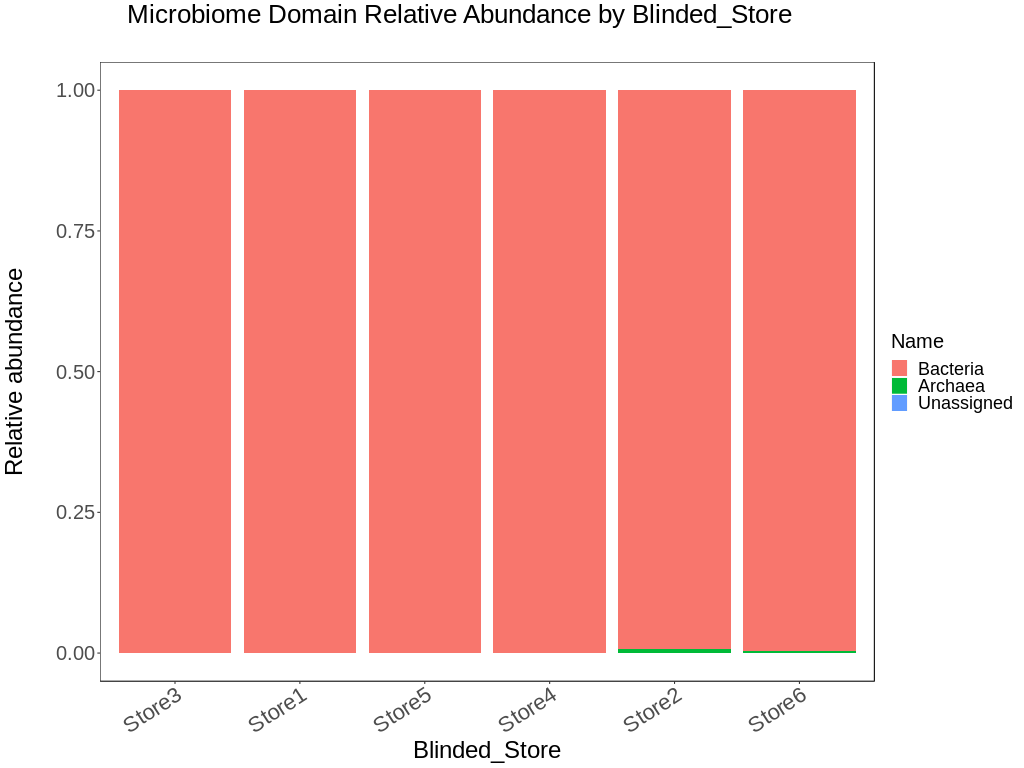 Microbiome Domain Relative Abundance by Blinded_Store
Relative abundance
1.00
0.75
0.50
0.25
0.00
Store3
Store1
Store5
Store4
Store2
Store6
Blinded_Store
Name
Bacteria
Archaea
Unassigned